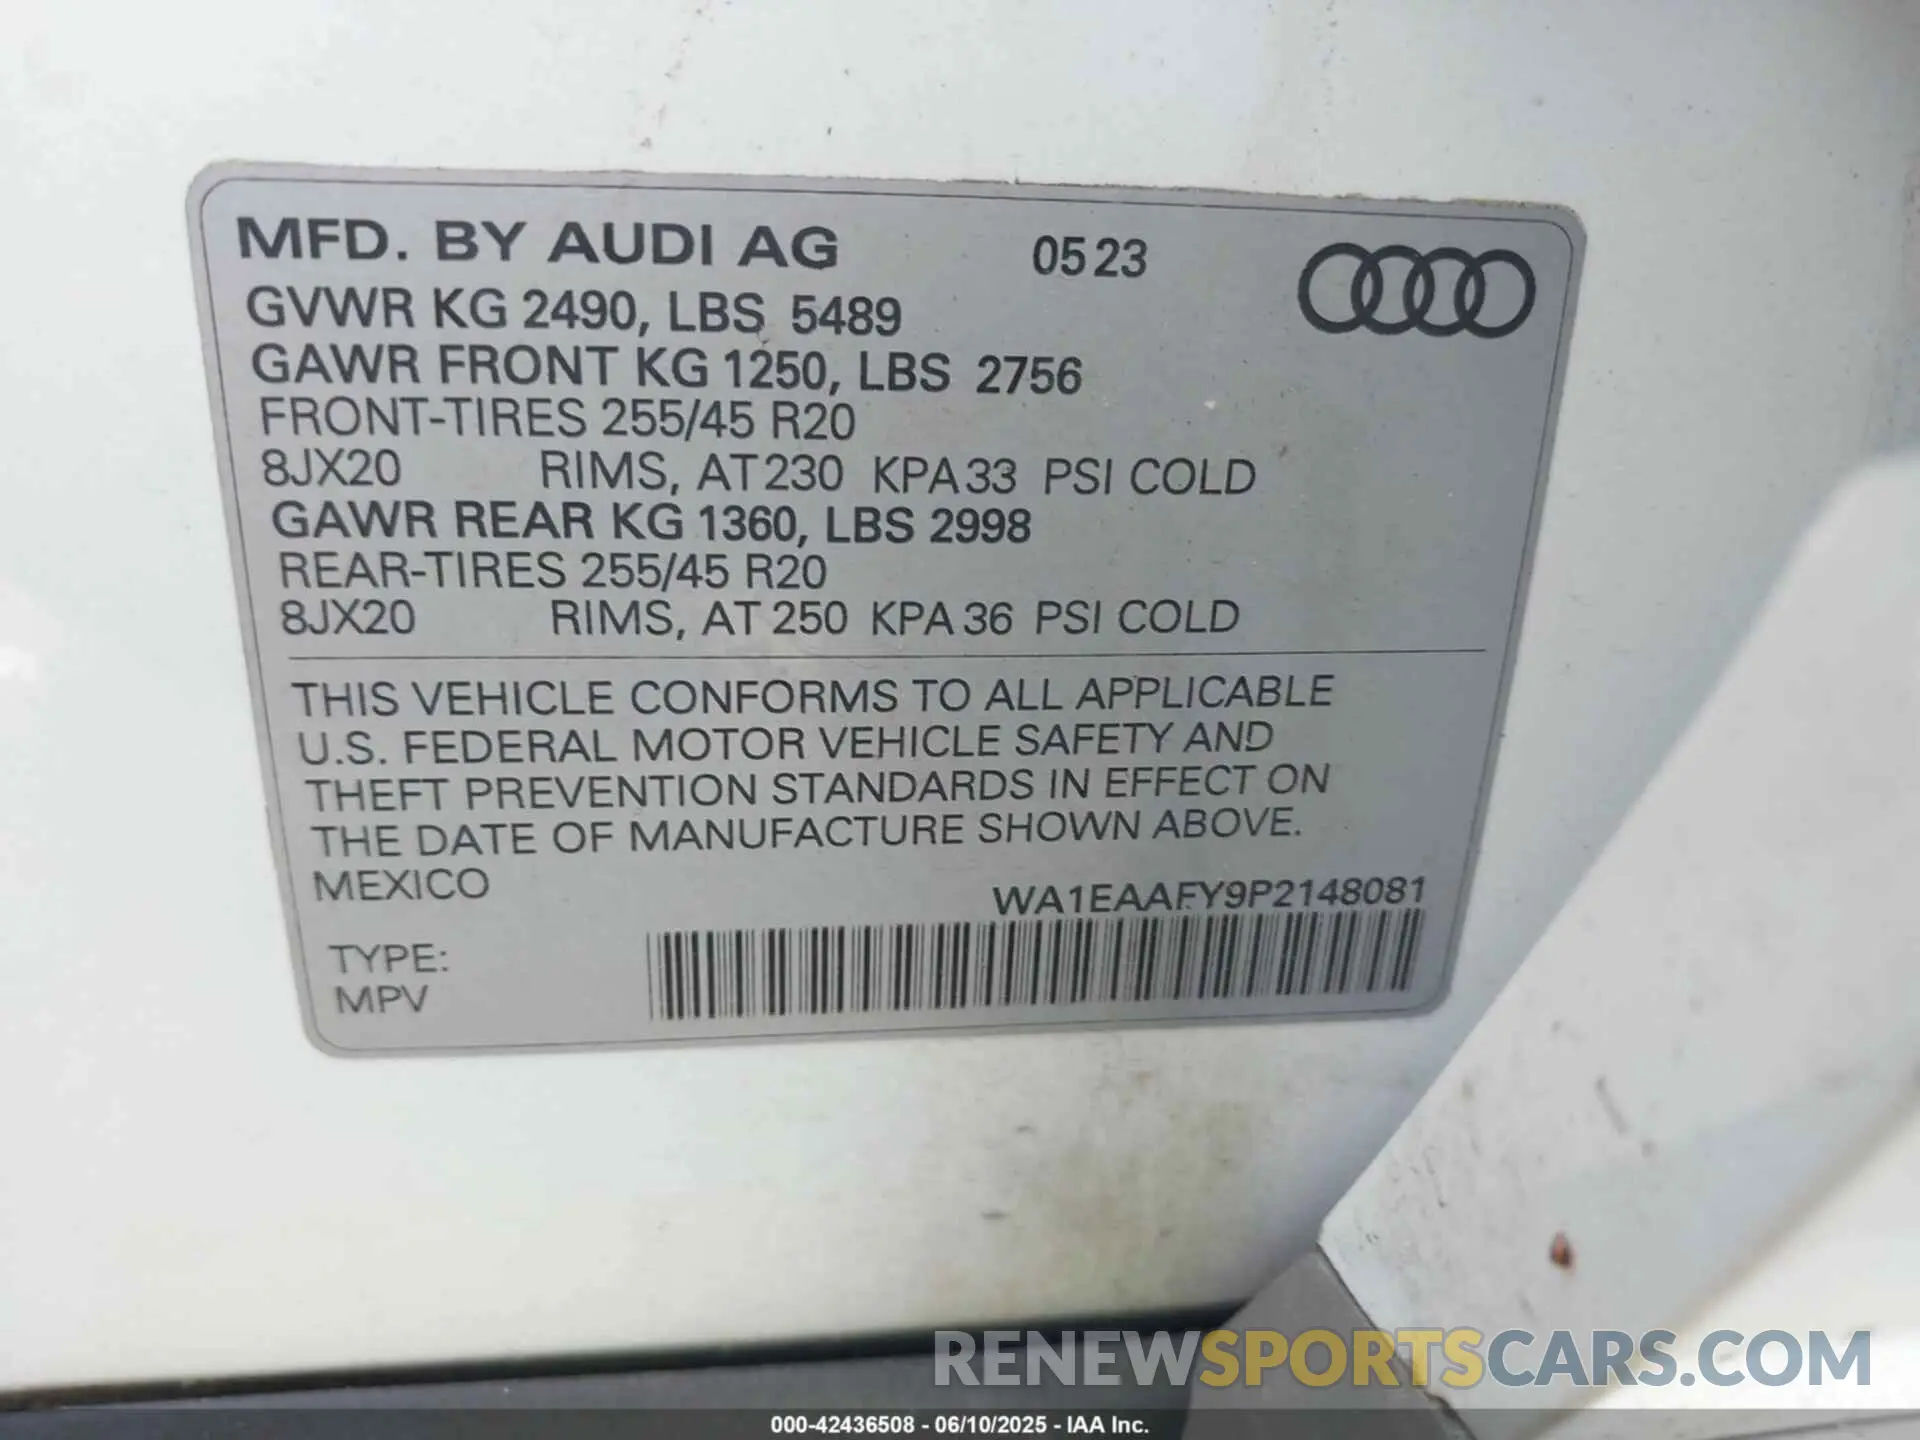 MFD. BY AUDI AG 05 23
GVWR KG 2490, LBS 5489
GAWR FRONT KG 1250, LBS 2756
FRONT-TIRES 255/45 R20
8JX20 RIMS, AT 230 KPA 33 PSI COLD
GAWR REAR KG 1360, LBS 2998
REAR-TIRES 255/45 R20
8JX20 RIMS, AT 250 KPA 36 PSI COLD
THIS VEHICLE CONFORMS TO ALL APPLICABLE
U.S. FEDERAL MOTOR VEHICLE SAFETY AND
THEFT PREVENTION STANDARDS IN EFFECT ON
THE DATE OF MANUFACTURE SHOWN ABOVE.
MEXICO
WA1EAAFY9P2148081
TYPE:
MPV
RENEWSPORTSCARS.COM
000-42436508 - 06/10/2025 - IAA Inc.